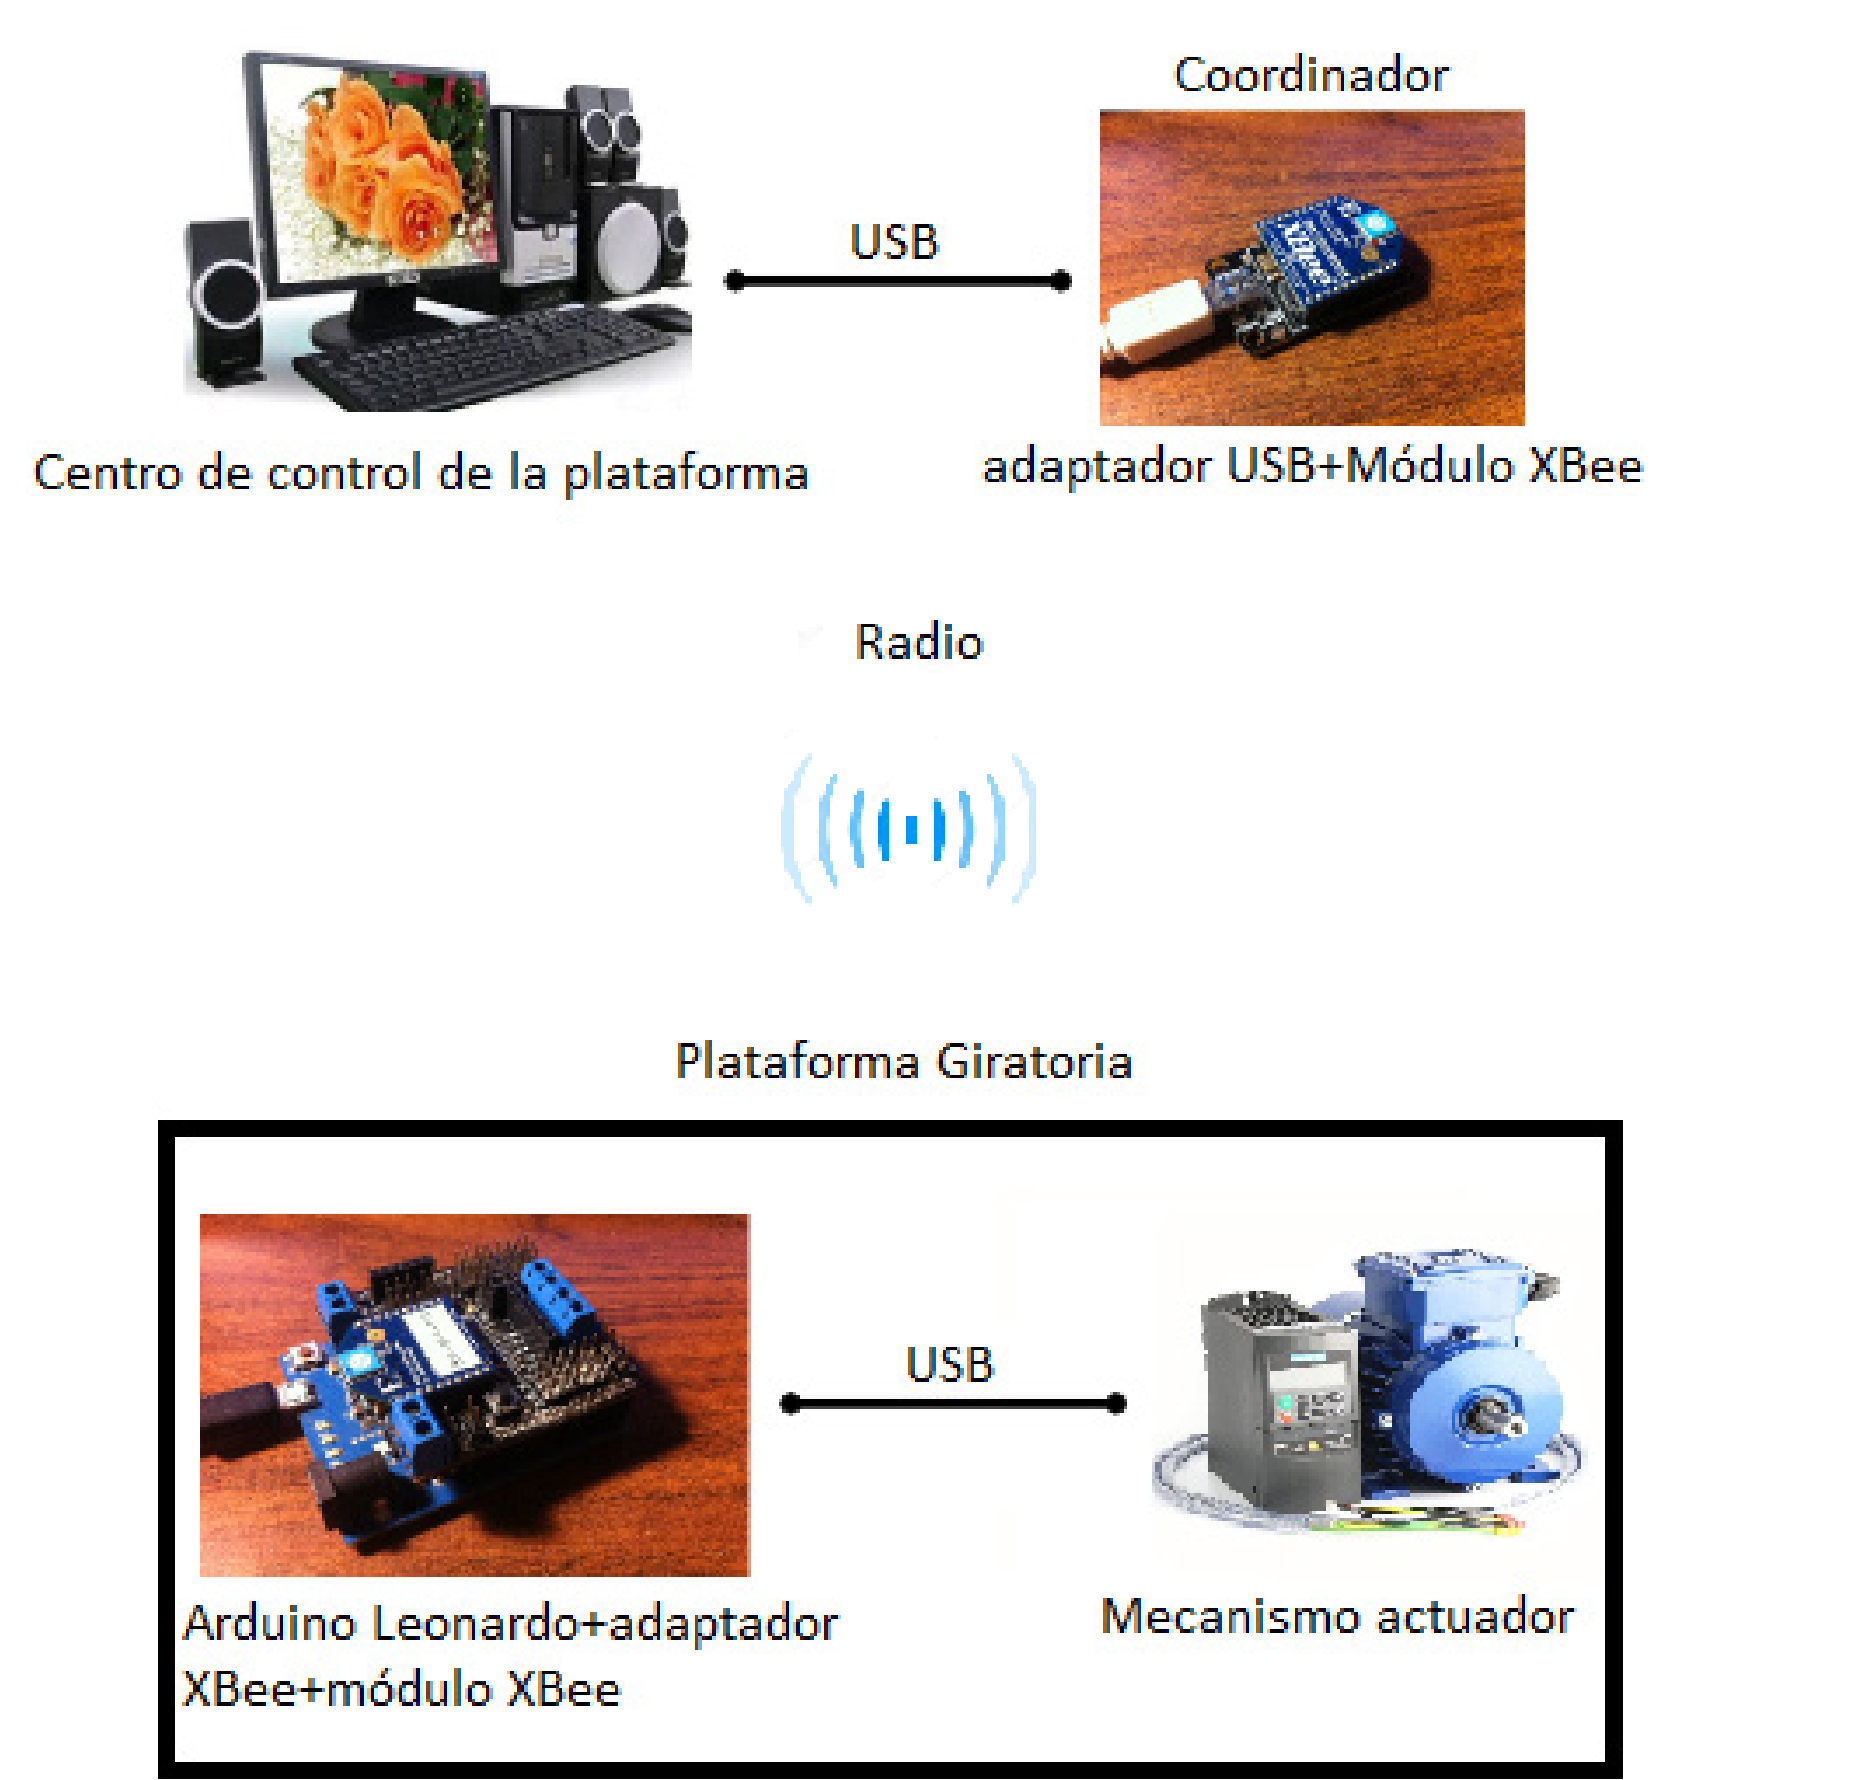 Coordinador
USB
Centro de control de la plataforma
adaptador USB+Módulo XBee
Radio
Plataforma Giratoria
USB
Arduino Leonardo+adaptador
XBee+módulo XBee
Mecanismo actuador